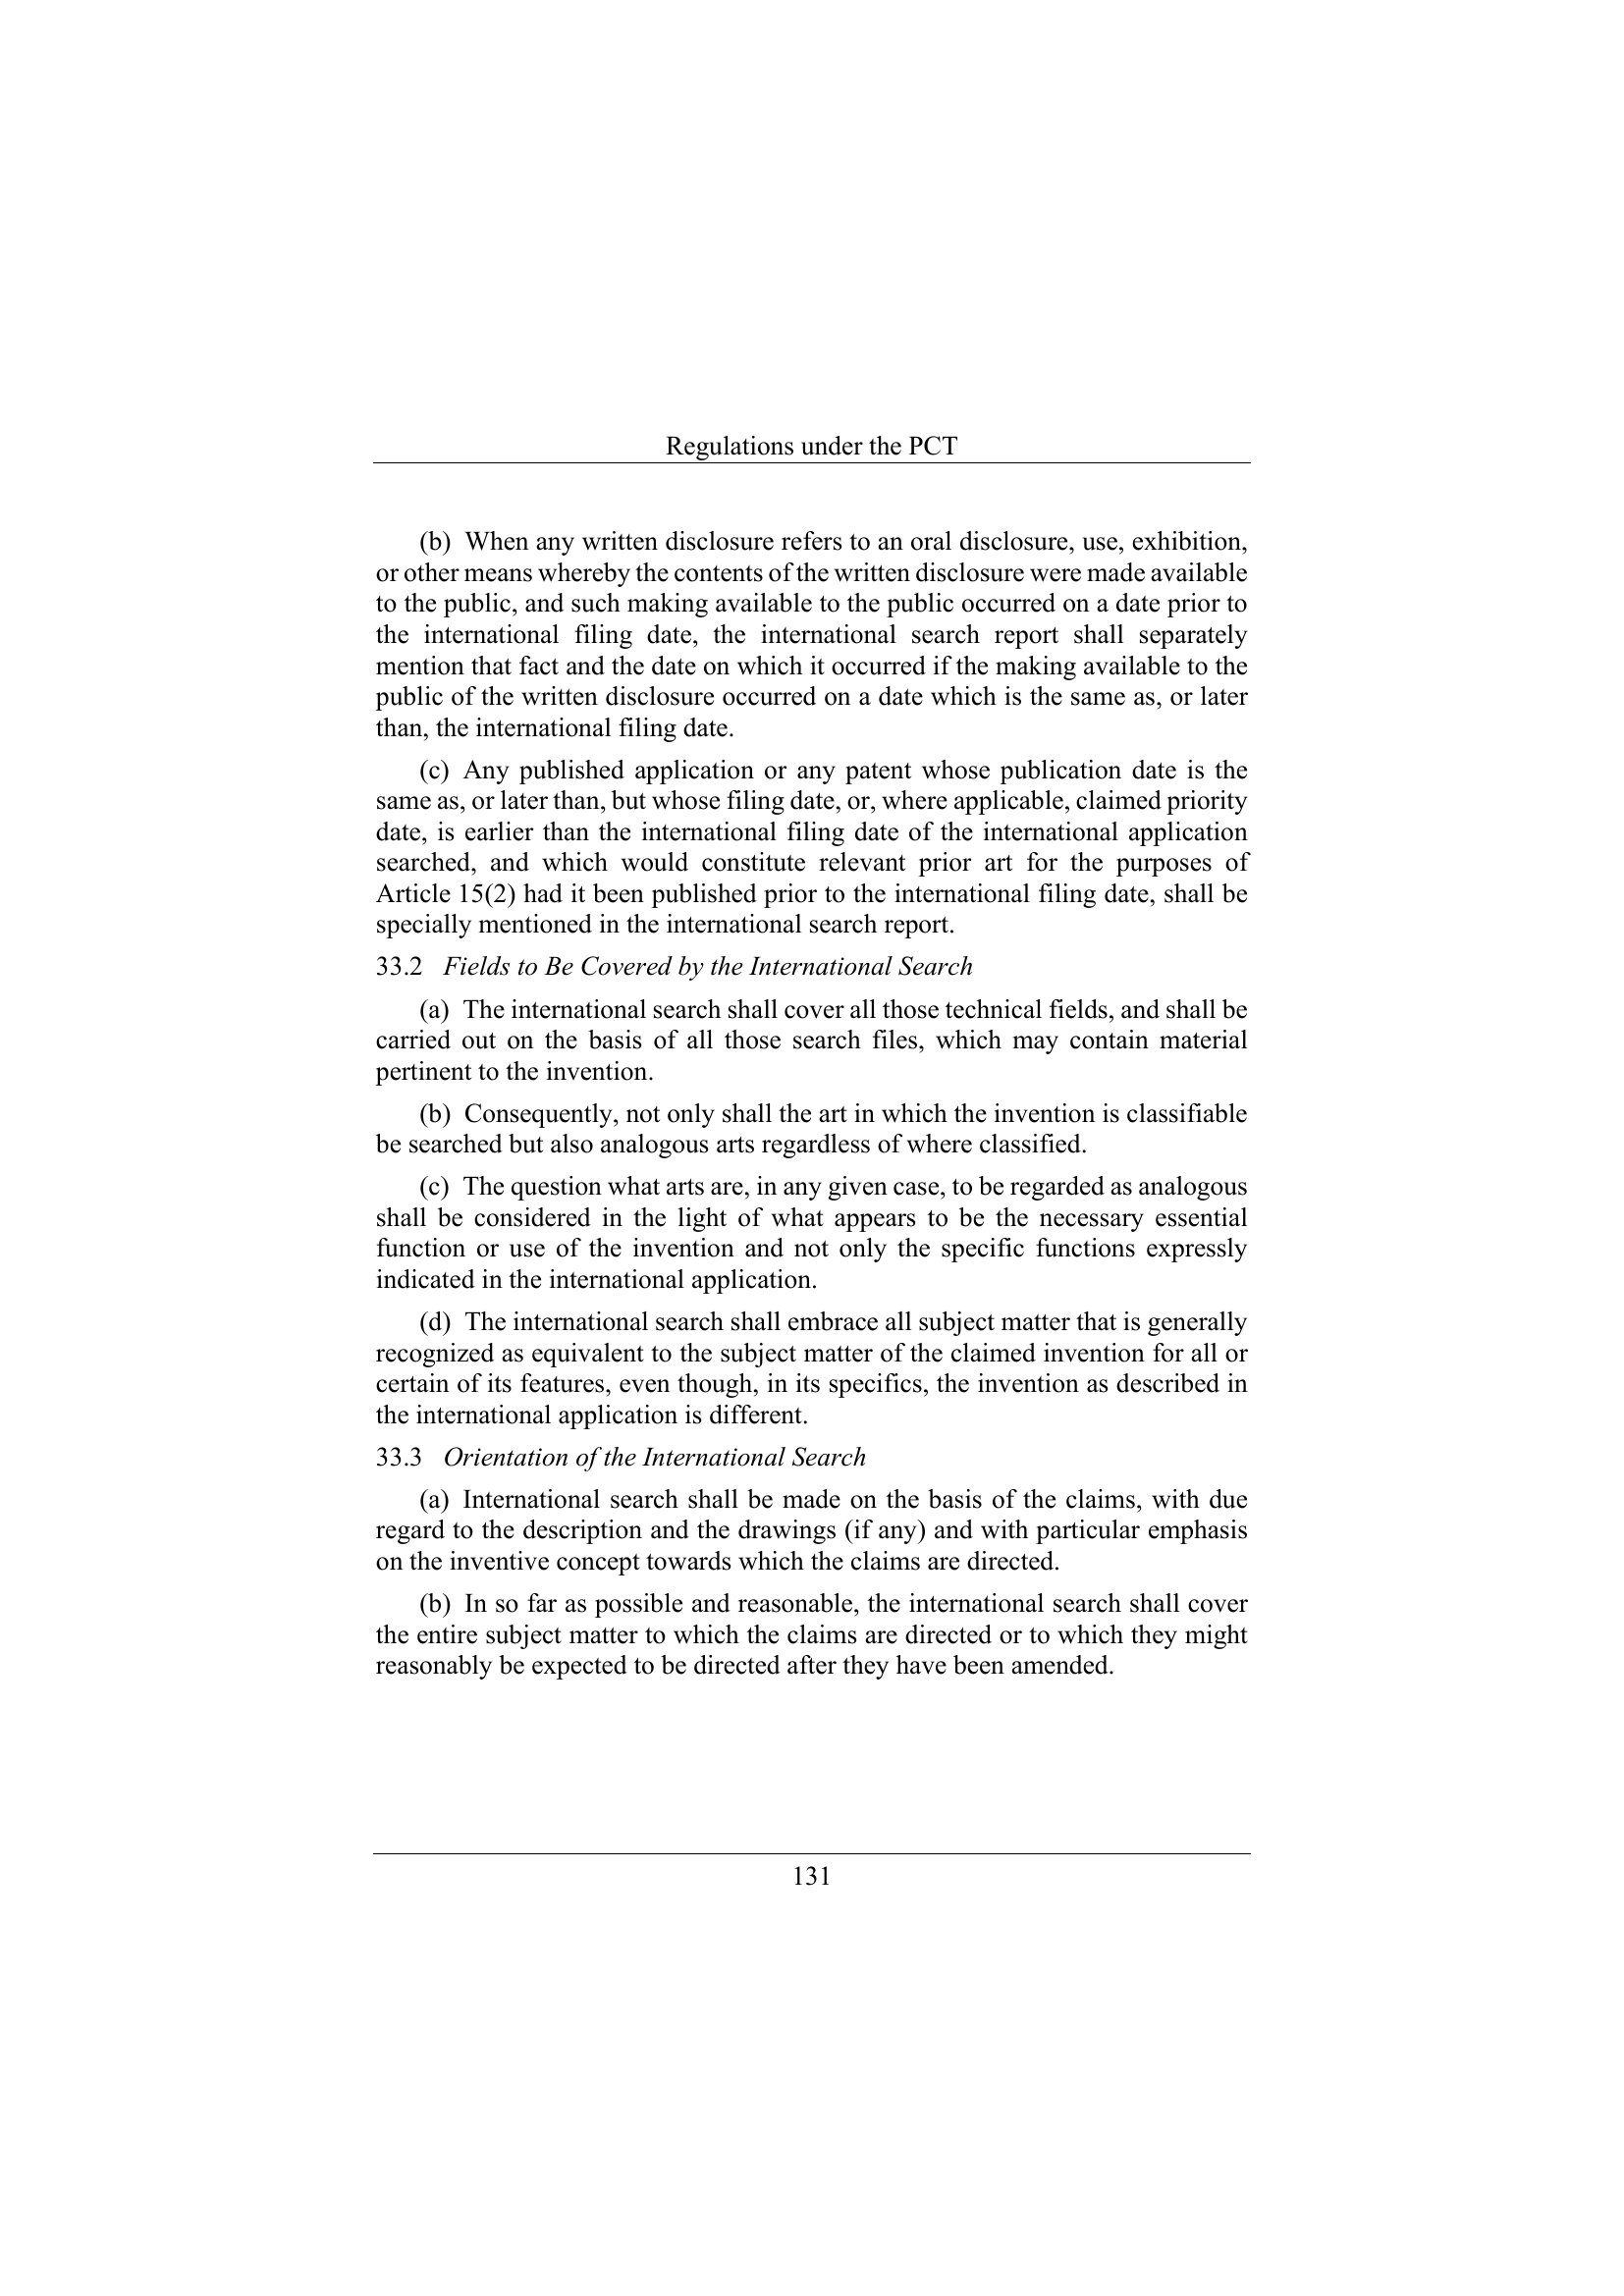 Regulations under the PCT
(b) When any written disclosure refers to an oral disclosure, use, exhibition,
or other means whereby the contents of the written disclosure were made available
to the public, and such making available to the public occurred on a date prior to
the international filing date, the international search report shall separately
mention that fact and the date on which it occurred if the making available to the
public of the written disclosure occurred on a date which is the same as, or later
than, the international filing date.
(c) Any published application or any patent whose publication date is the
same as, or later than, but whose filing date, or, where applicable, claimed priority
date, is earlier than the international filing date of the international application
searched, and which would constitute relevant prior art for the purposes of
Article 15(2) had it been published prior to the international filing date, shall be
specially mentioned in the international search report.
33.2 Fields to Be Covered by the International Search
(a) The international search shall cover all those technical fields, and shall be
carried out on the basis of all those search files, which may contain material
pertinent to the invention.
(b) Consequently, not only shall the art in which the invention is classifiable
be searched but also analogous arts regardless of where classified.
(c) The question what arts are, in any given case, to be regarded as analogous
shall be considered in the light of what appears to be the necessary essential
function or use of the invention and not only the specific functions expressly
indicated in the international application.
(d) The international search shall embrace all subject matter that is generally
recognized as equivalent to the subject matter of the claimed invention for all or
certain of its features, even though, in its specifics, the invention as described in
the international application is different.
33.3 Orientation of the International Search
(a) International search shall be made on the basis of the claims, with due
regard to the description and the drawings (if any) and with particular emphasis
on the inventive concept towards which the claims are directed.
(b) In so far as possible and reasonable, the international search shall cover
the entire subject matter to which the claims are directed or to which they might
reasonably be expected to be directed after they have been amended.
131